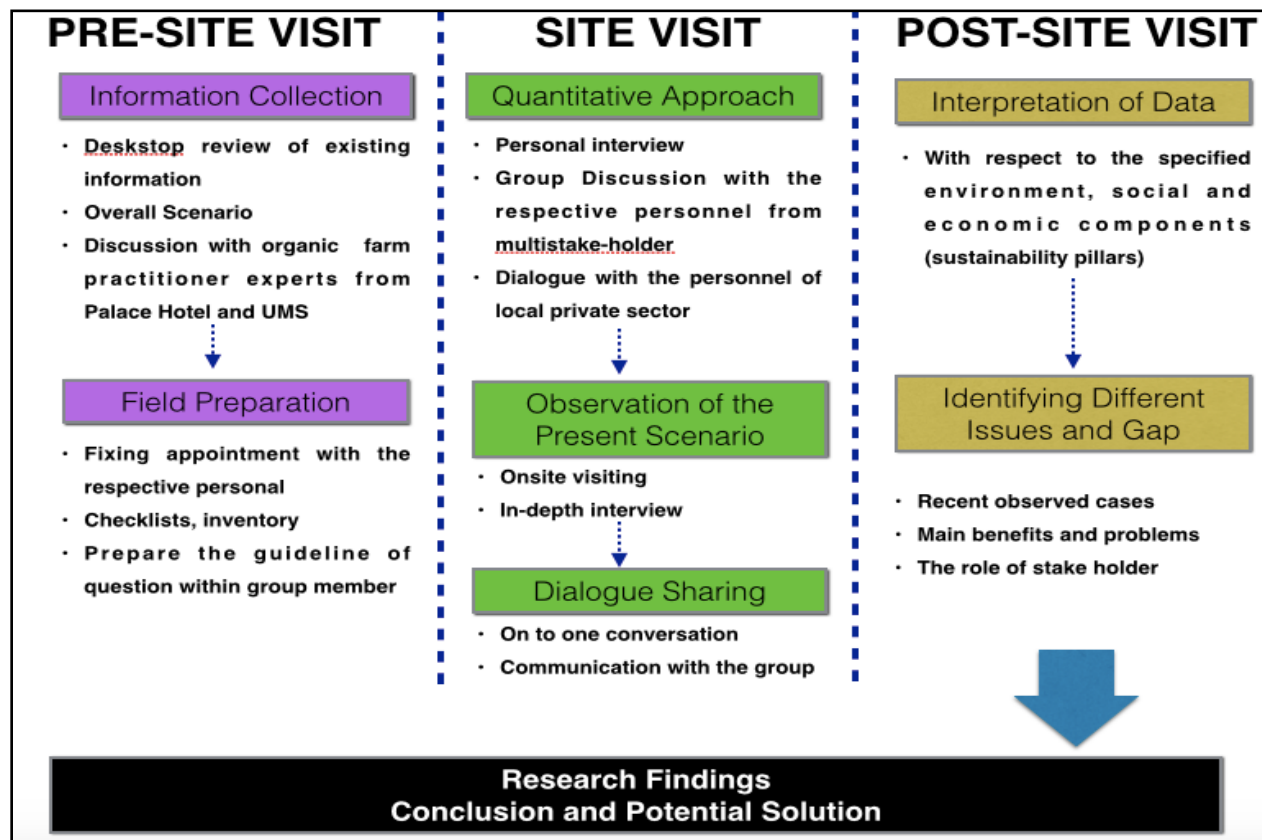 PRE-SITE VISIT
Information Collection
· Deskstop review of existing
information
· Overall Scenario
· Discussion with organic farm
practitioner experts from
Palace Hotel and UMS
Field Preparation
· Fixing appointment with the
respective personal
· Checklists, inventory
· Prepare the guideline of
question within group member
SITE VISIT
Quantitative Approach
· Personal interview
· Group Discussion with the
respective personnel from
multistake-holder
· Dialogue with the personnel of
local private sector
Observation of the
Present Scenario
· Onsite visiting
· In-depth interview
Dialogue Sharing
· On to one conversation
· Communication with the group
POST-SITE VISIT
Interpretation of Data
· With respect to the specified
environment, social and
economic components
(sustainability pillars)
Identifying Different
Issues and Gap
· Recent observed cases
· Main benefits and problems
· The role of stake holder
Research Findings
Conclusion and Potential Solution